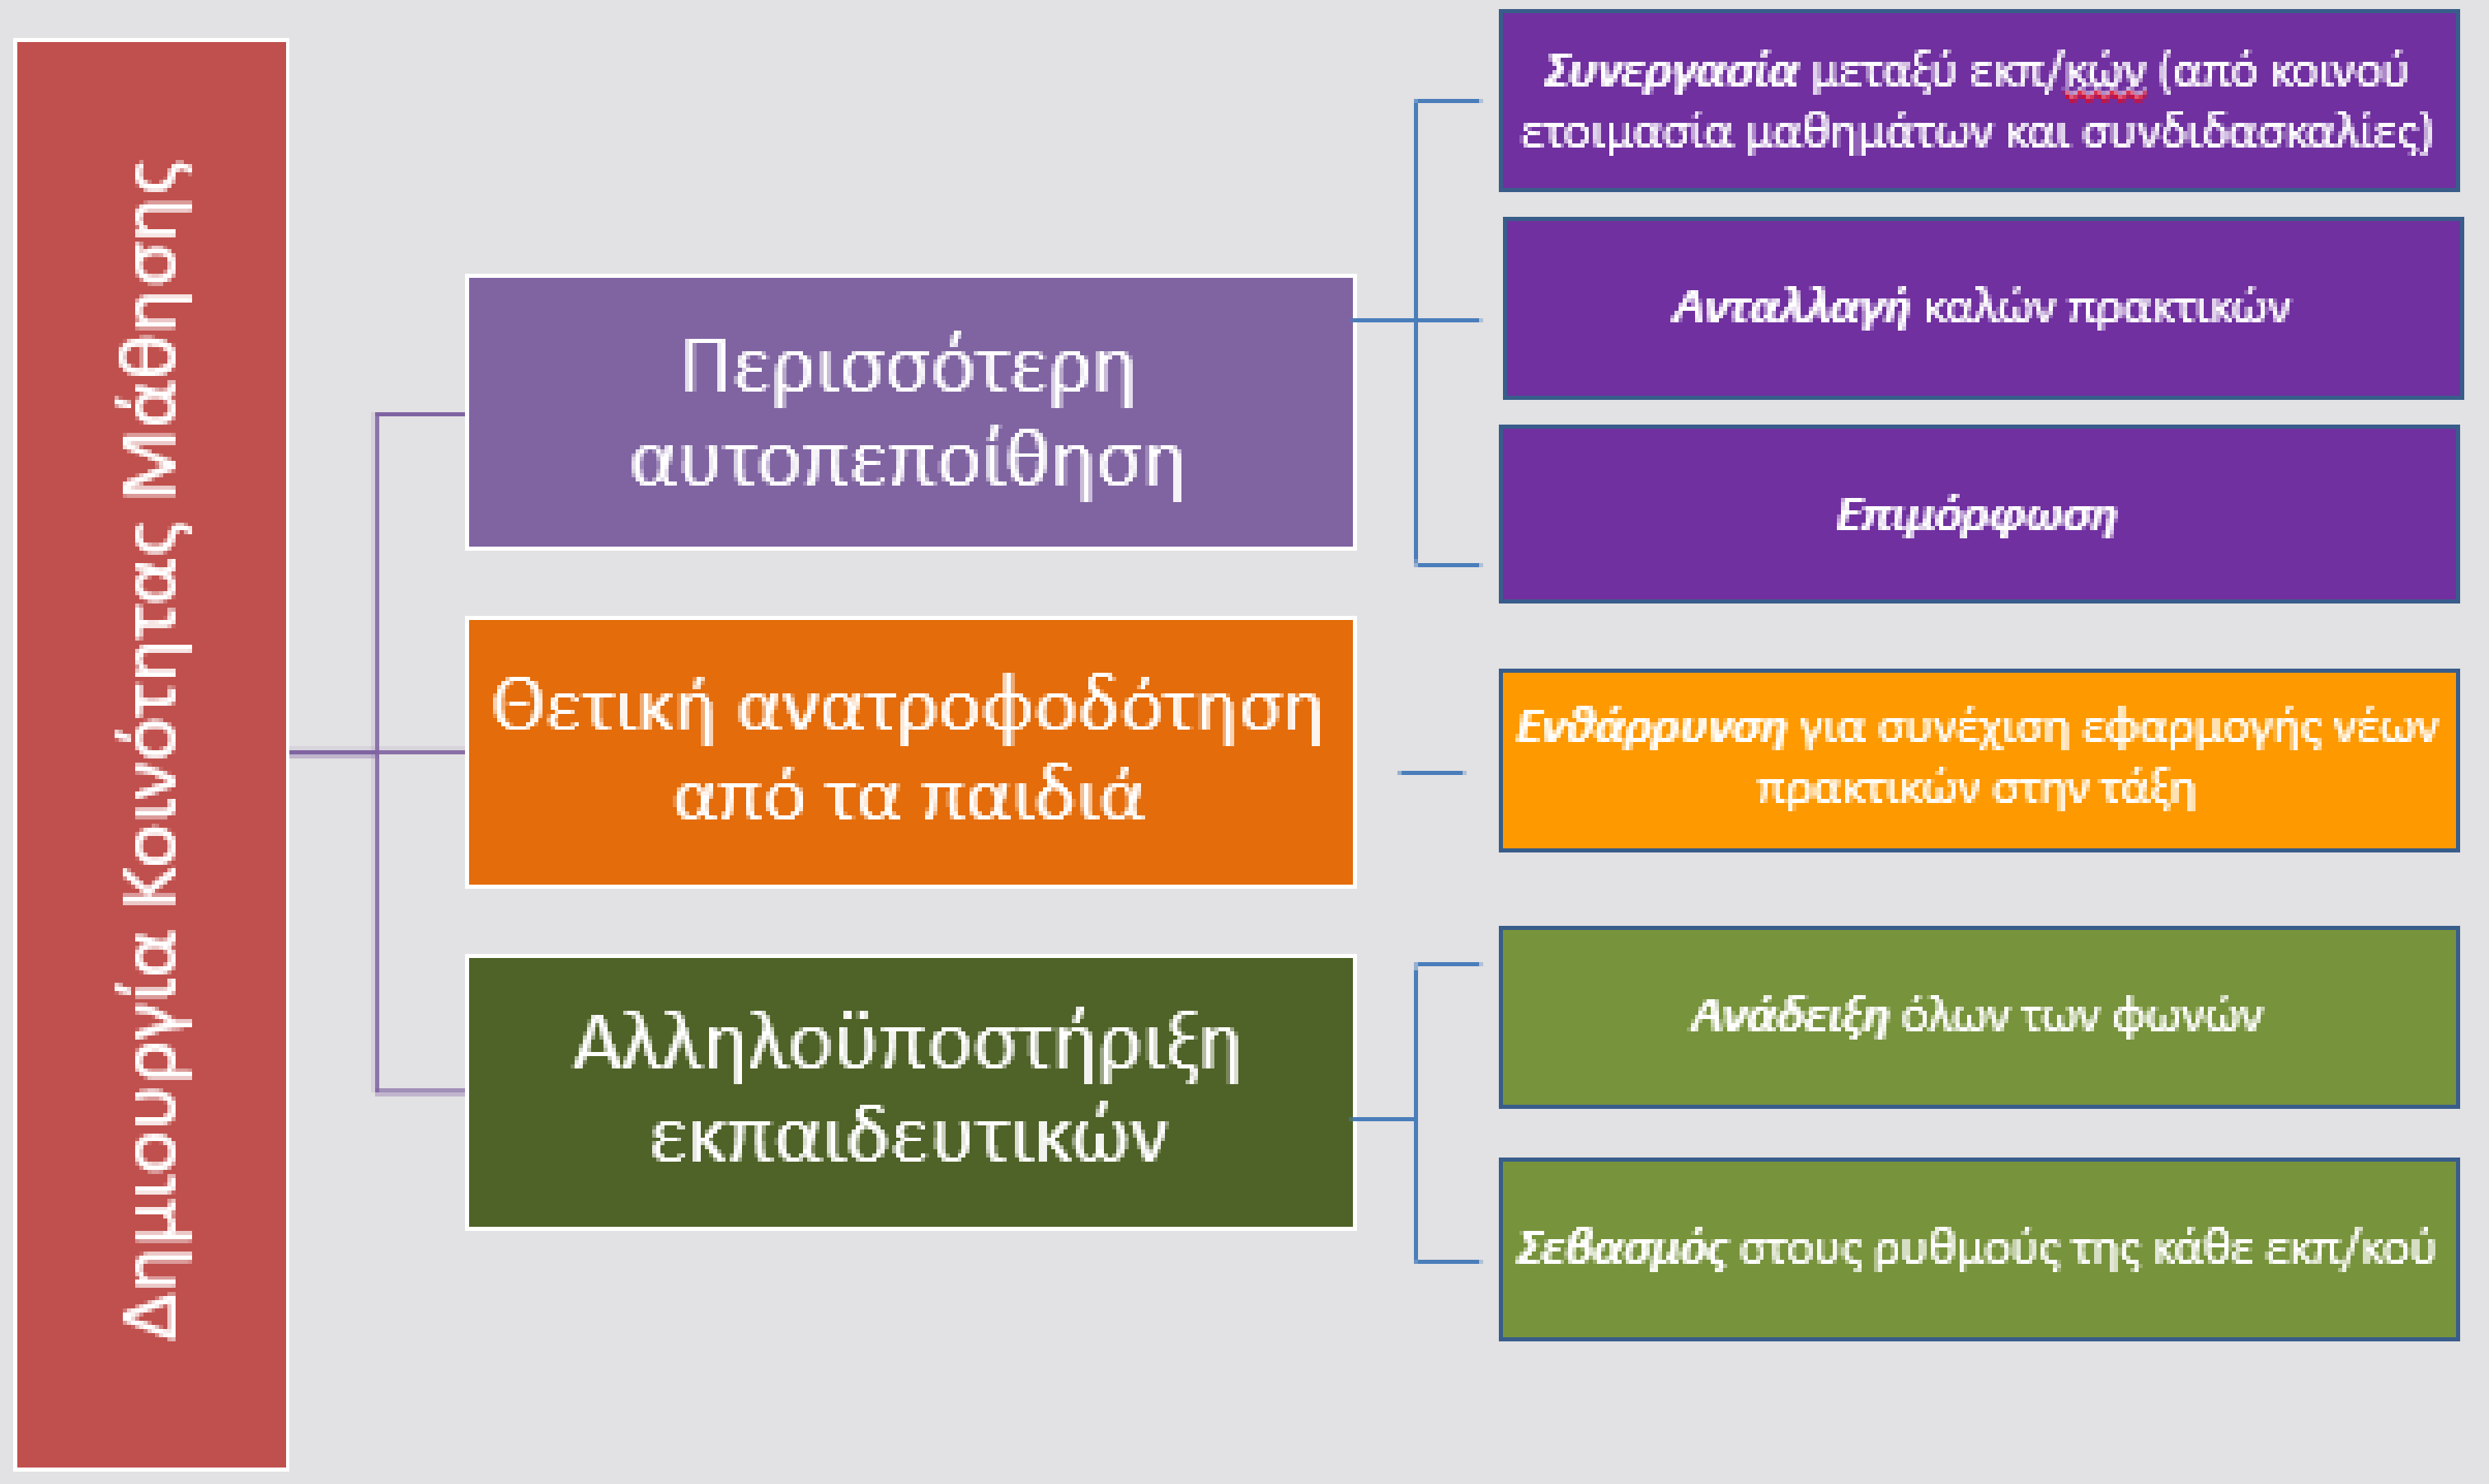 Δημιουργία Κοινότητας Μάθησης
Περισσότερη
αυτοπεποίθηση
Συνεργασία μεταξύ εκπ/κών (από κοινού
ετοιμασία μαθημάτων και συνδιδασκαλίες)
Ανταλλαγή καλών πρακτικών
Επιμόρφωση
Θετική ανατροφοδότηση
από τα παιδιά
Ενθάρρυνση για συνέχιση εφαρμογής νέων
πρακτικών στην τάξη
Αλληλοϋποστήριξη
εκπαιδευτικών
Ανάδειξη όλων των φωνών
Σεβασμός στους ρυθμούς της κάθε εκπ/κού